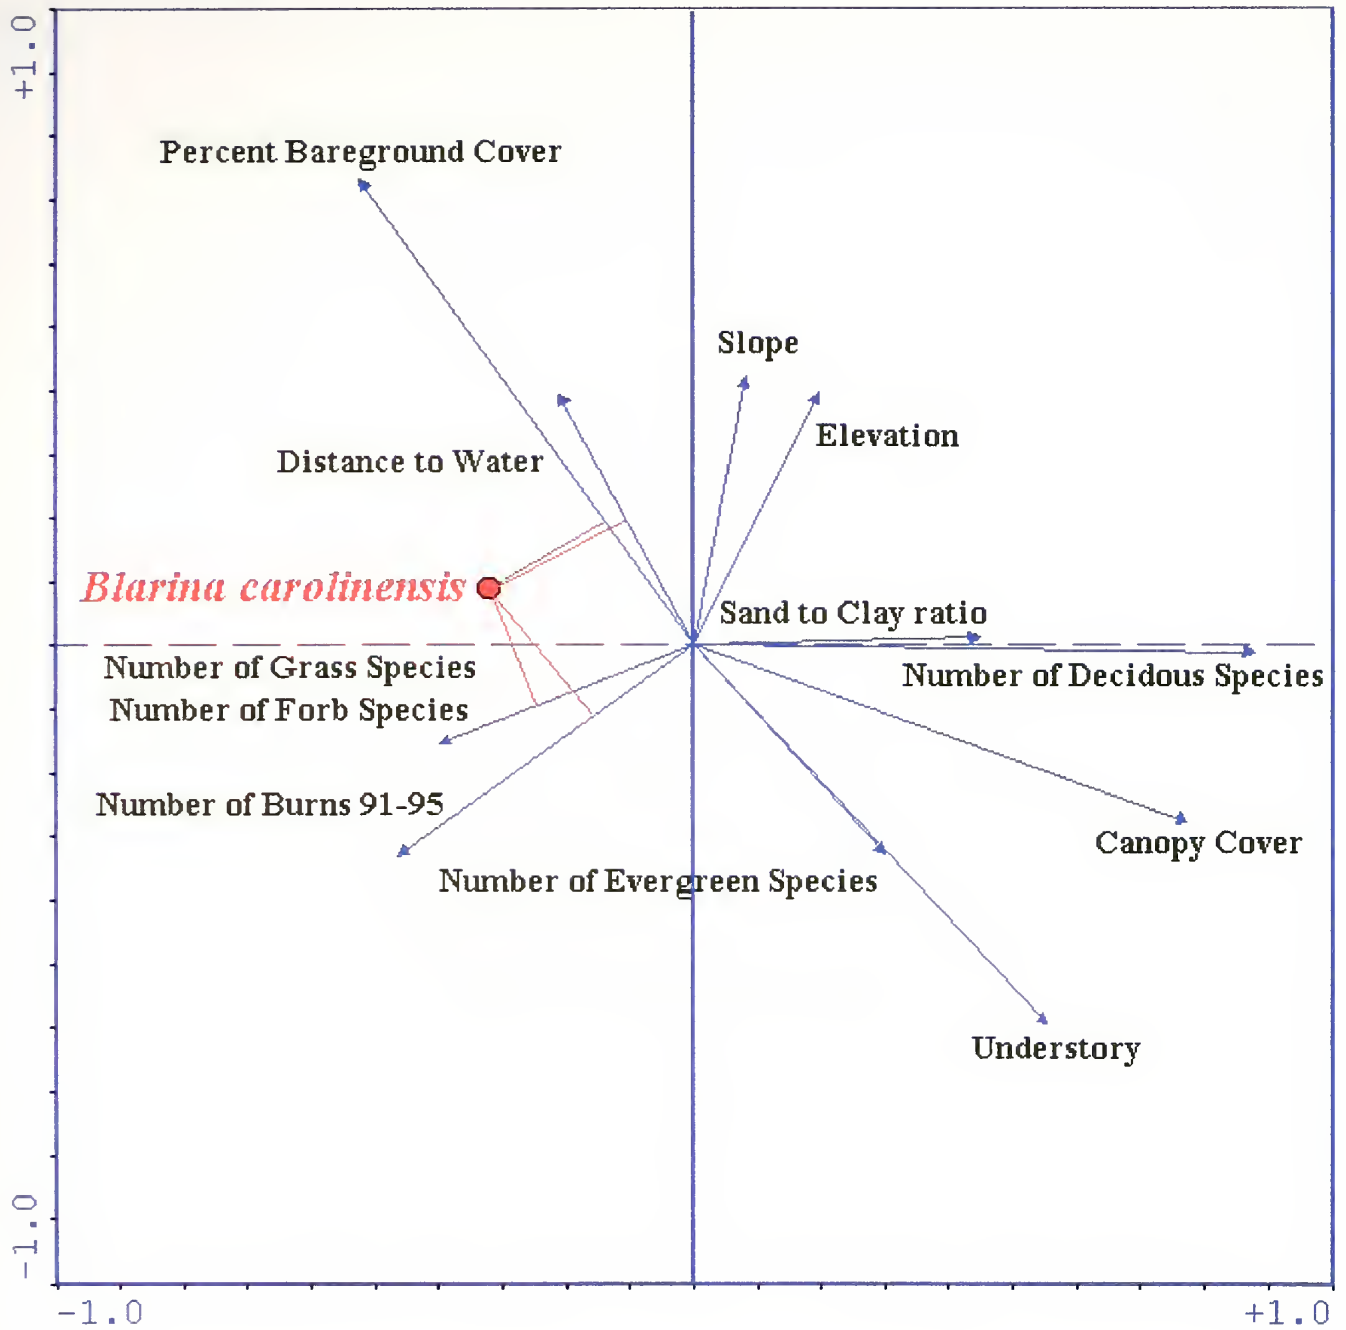 +1.0
Percent Bareground Cover
Slope
Elevation
Distance to Water
Blarina carolinensis
Sand to Clay ratio
Number of Grass Species
Number of Decidous Species
Number of Forb Species
Number of Burns 91-95
Canopy Cover
Number of Evergreen Species
Understory
-1.0
-1.0
+1.0